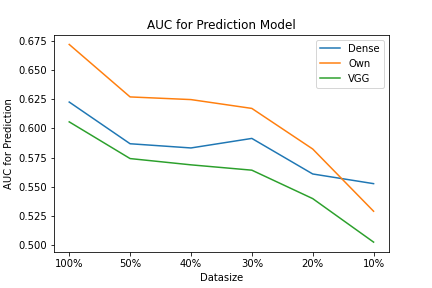 AUC for Prediction Model
Dense
Own
VGG
AUC for Prediction
0.675
0.650
0.625
0.600
0.575
0.550
0.525
0.500
100%
50%
40%
30%
20%
10%
Datasize